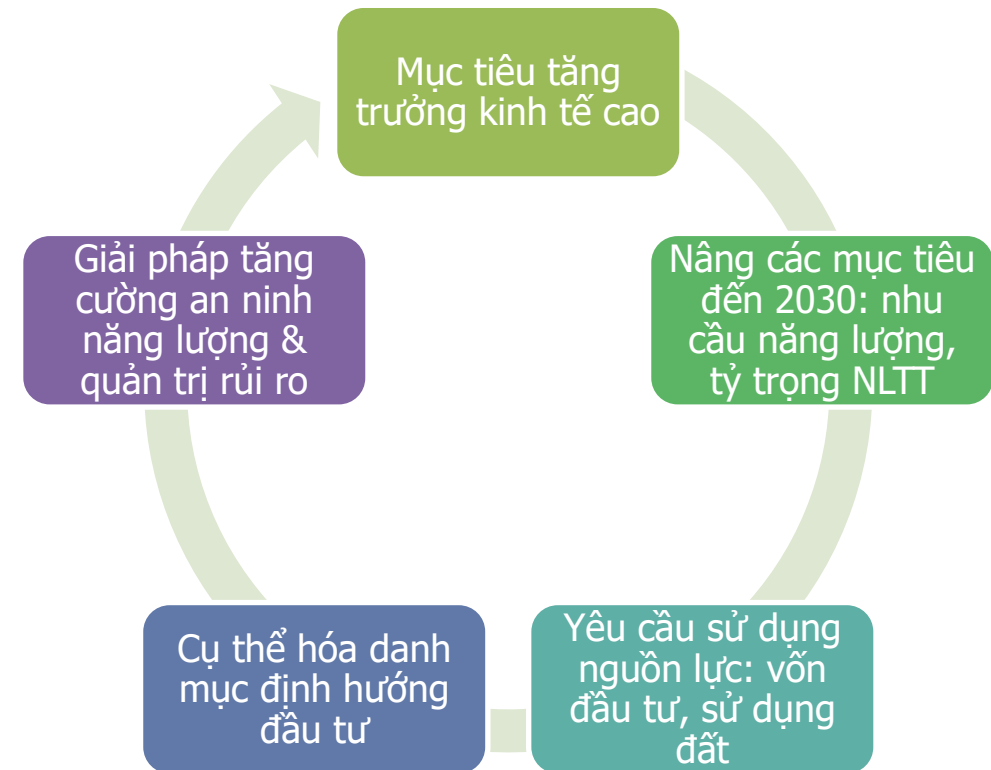 Mục tiêu tăng
trưởng kinh tế cao
Nâng các mục tiêu
đến 2030: nhu
cầu năng lượng,
tỷ trọng NLTT
Yêu cầu sử dụng
nguồn lực: vốn
đầu tư, sử dụng
đất
Cụ thể hóa danh
mục định hướng
đầu tư
Giải pháp tăng
cường an ninh
năng lượng &
quản trị rủi ro